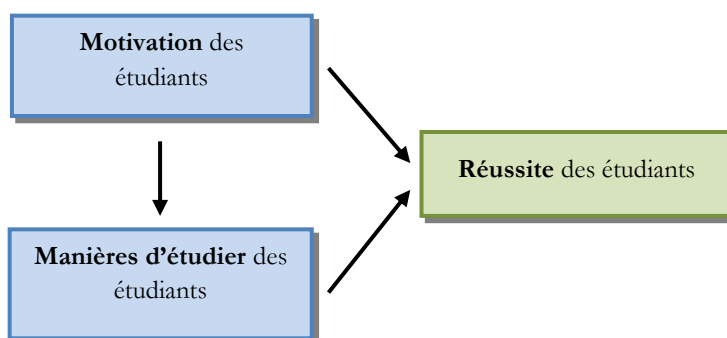 Motivation des
étudiants
Réussite des étudiants
Manières d’étudier des
étudiants